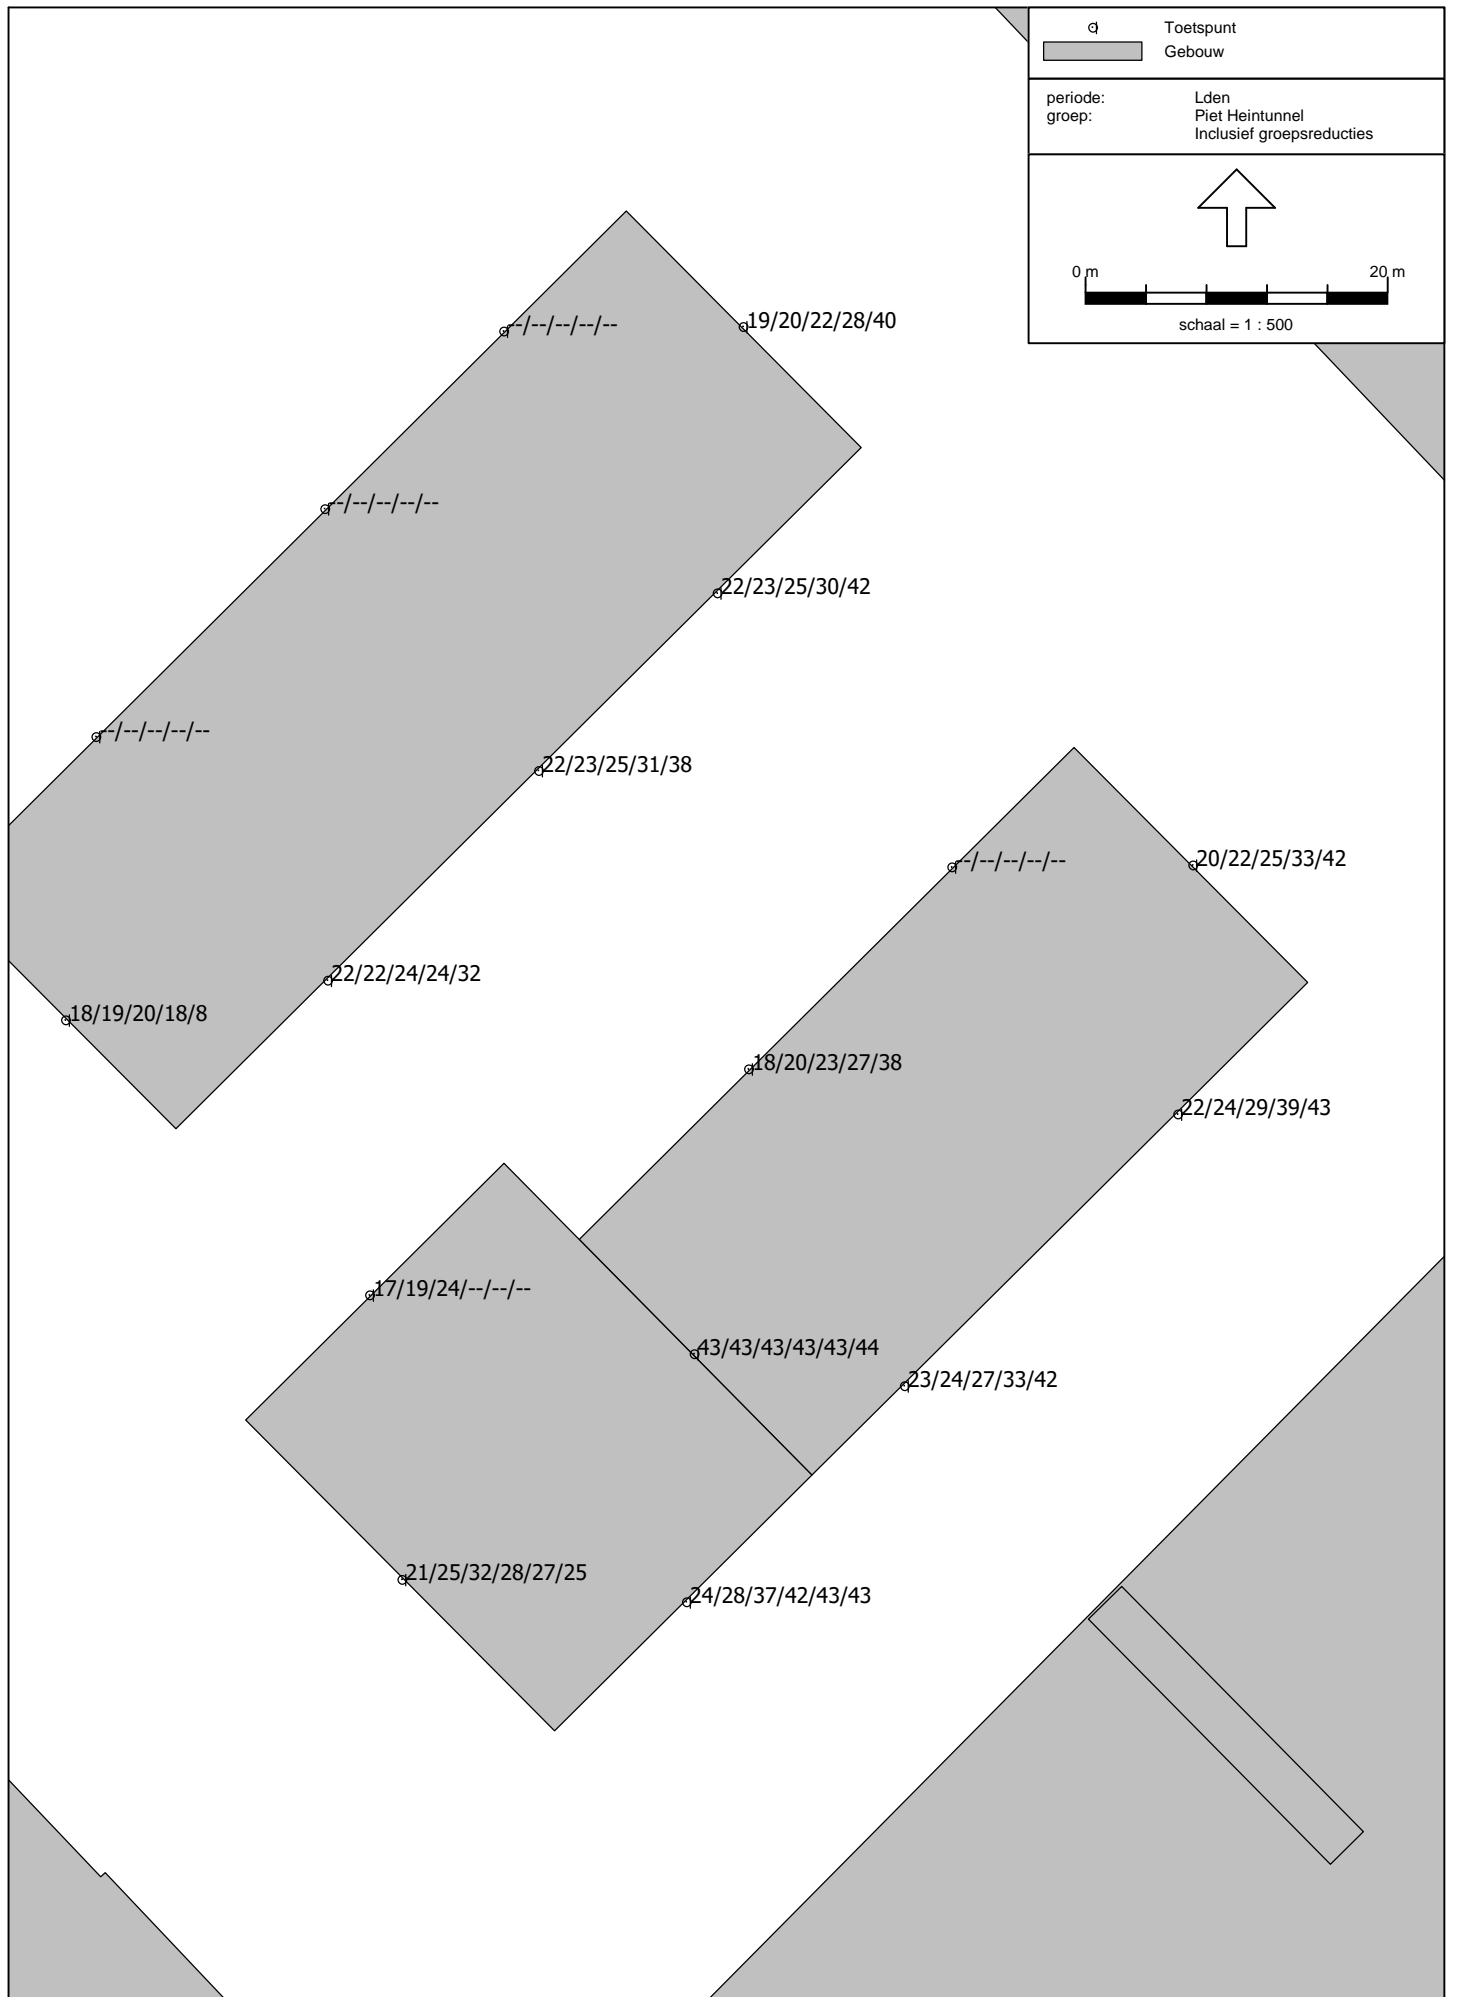 Toetspunt
Gebouw
periode: Lden
groep: Piet Heintunnel
Inclusief groepsreducties
0 m 20 m
schaal = 1 : 500
--/--/--/--/--
19/20/22/28/40
--/--/--/--/--
22/23/25/30/42
--/--/--/--/--
22/23/25/31/38
--/--/--/--/--
20/22/25/33/42
22/22/24/24/32
18/19/20/18/8
18/20/23/27/38
22/24/29/39/43
17/19/24/--/--/--
43/43/43/43/43/44
23/24/27/33/42
21/25/32/28/27/25
24/28/37/42/43/43